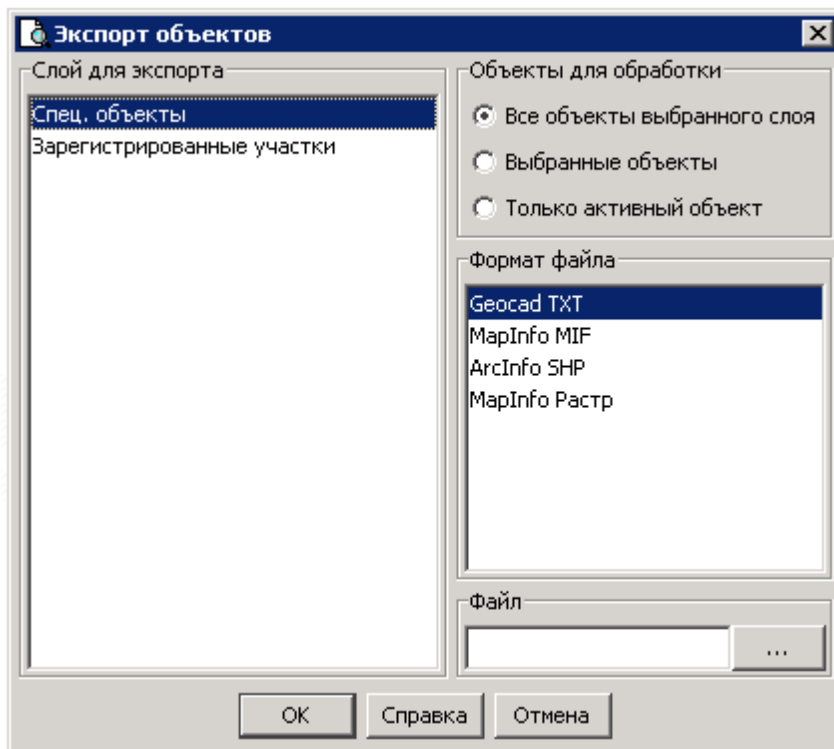 Экспорт объектов
Слой для экспорта
Спец. объекты
Зарегистрированные участки
Объекты для обработки
Все объекты выбранного слоя
Выбранные объекты
Только активный объект
Формат файла
Geocad TXT
MapInfo MIF
ArcInfo SHP
MapInfo Растр
Файл
...
ОК
Справка
Отмена